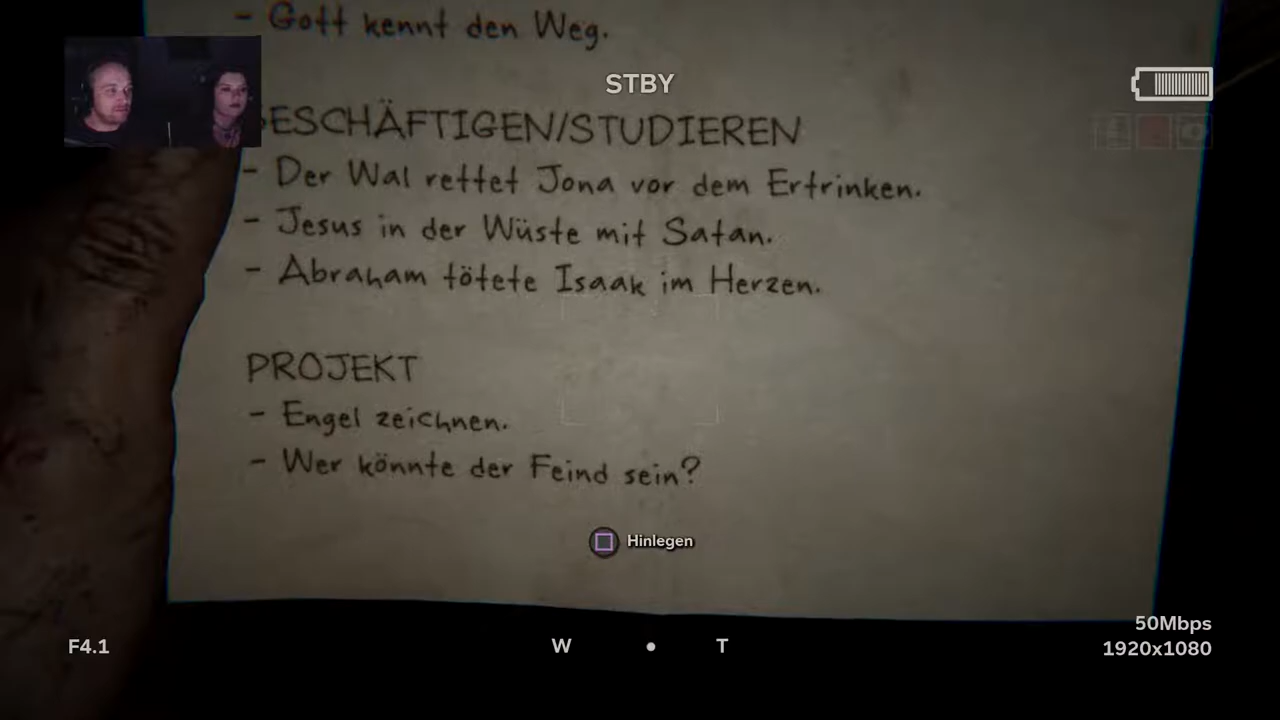 - Gott kennt den Weg.
STBY
BESCHÄFTIGEN/STUDIEREN
- Der Wal rettet Jona vor dem Ertrinken.
- Jesus in der Wüste mit Satan.
- Abraham tötete Isaak im Herzen.
PROJEKT
- Engel zeichnen.
- Wer könnte der Feind sein?
Hinlegen
50Mbps
F4.1 W T 1920x1080